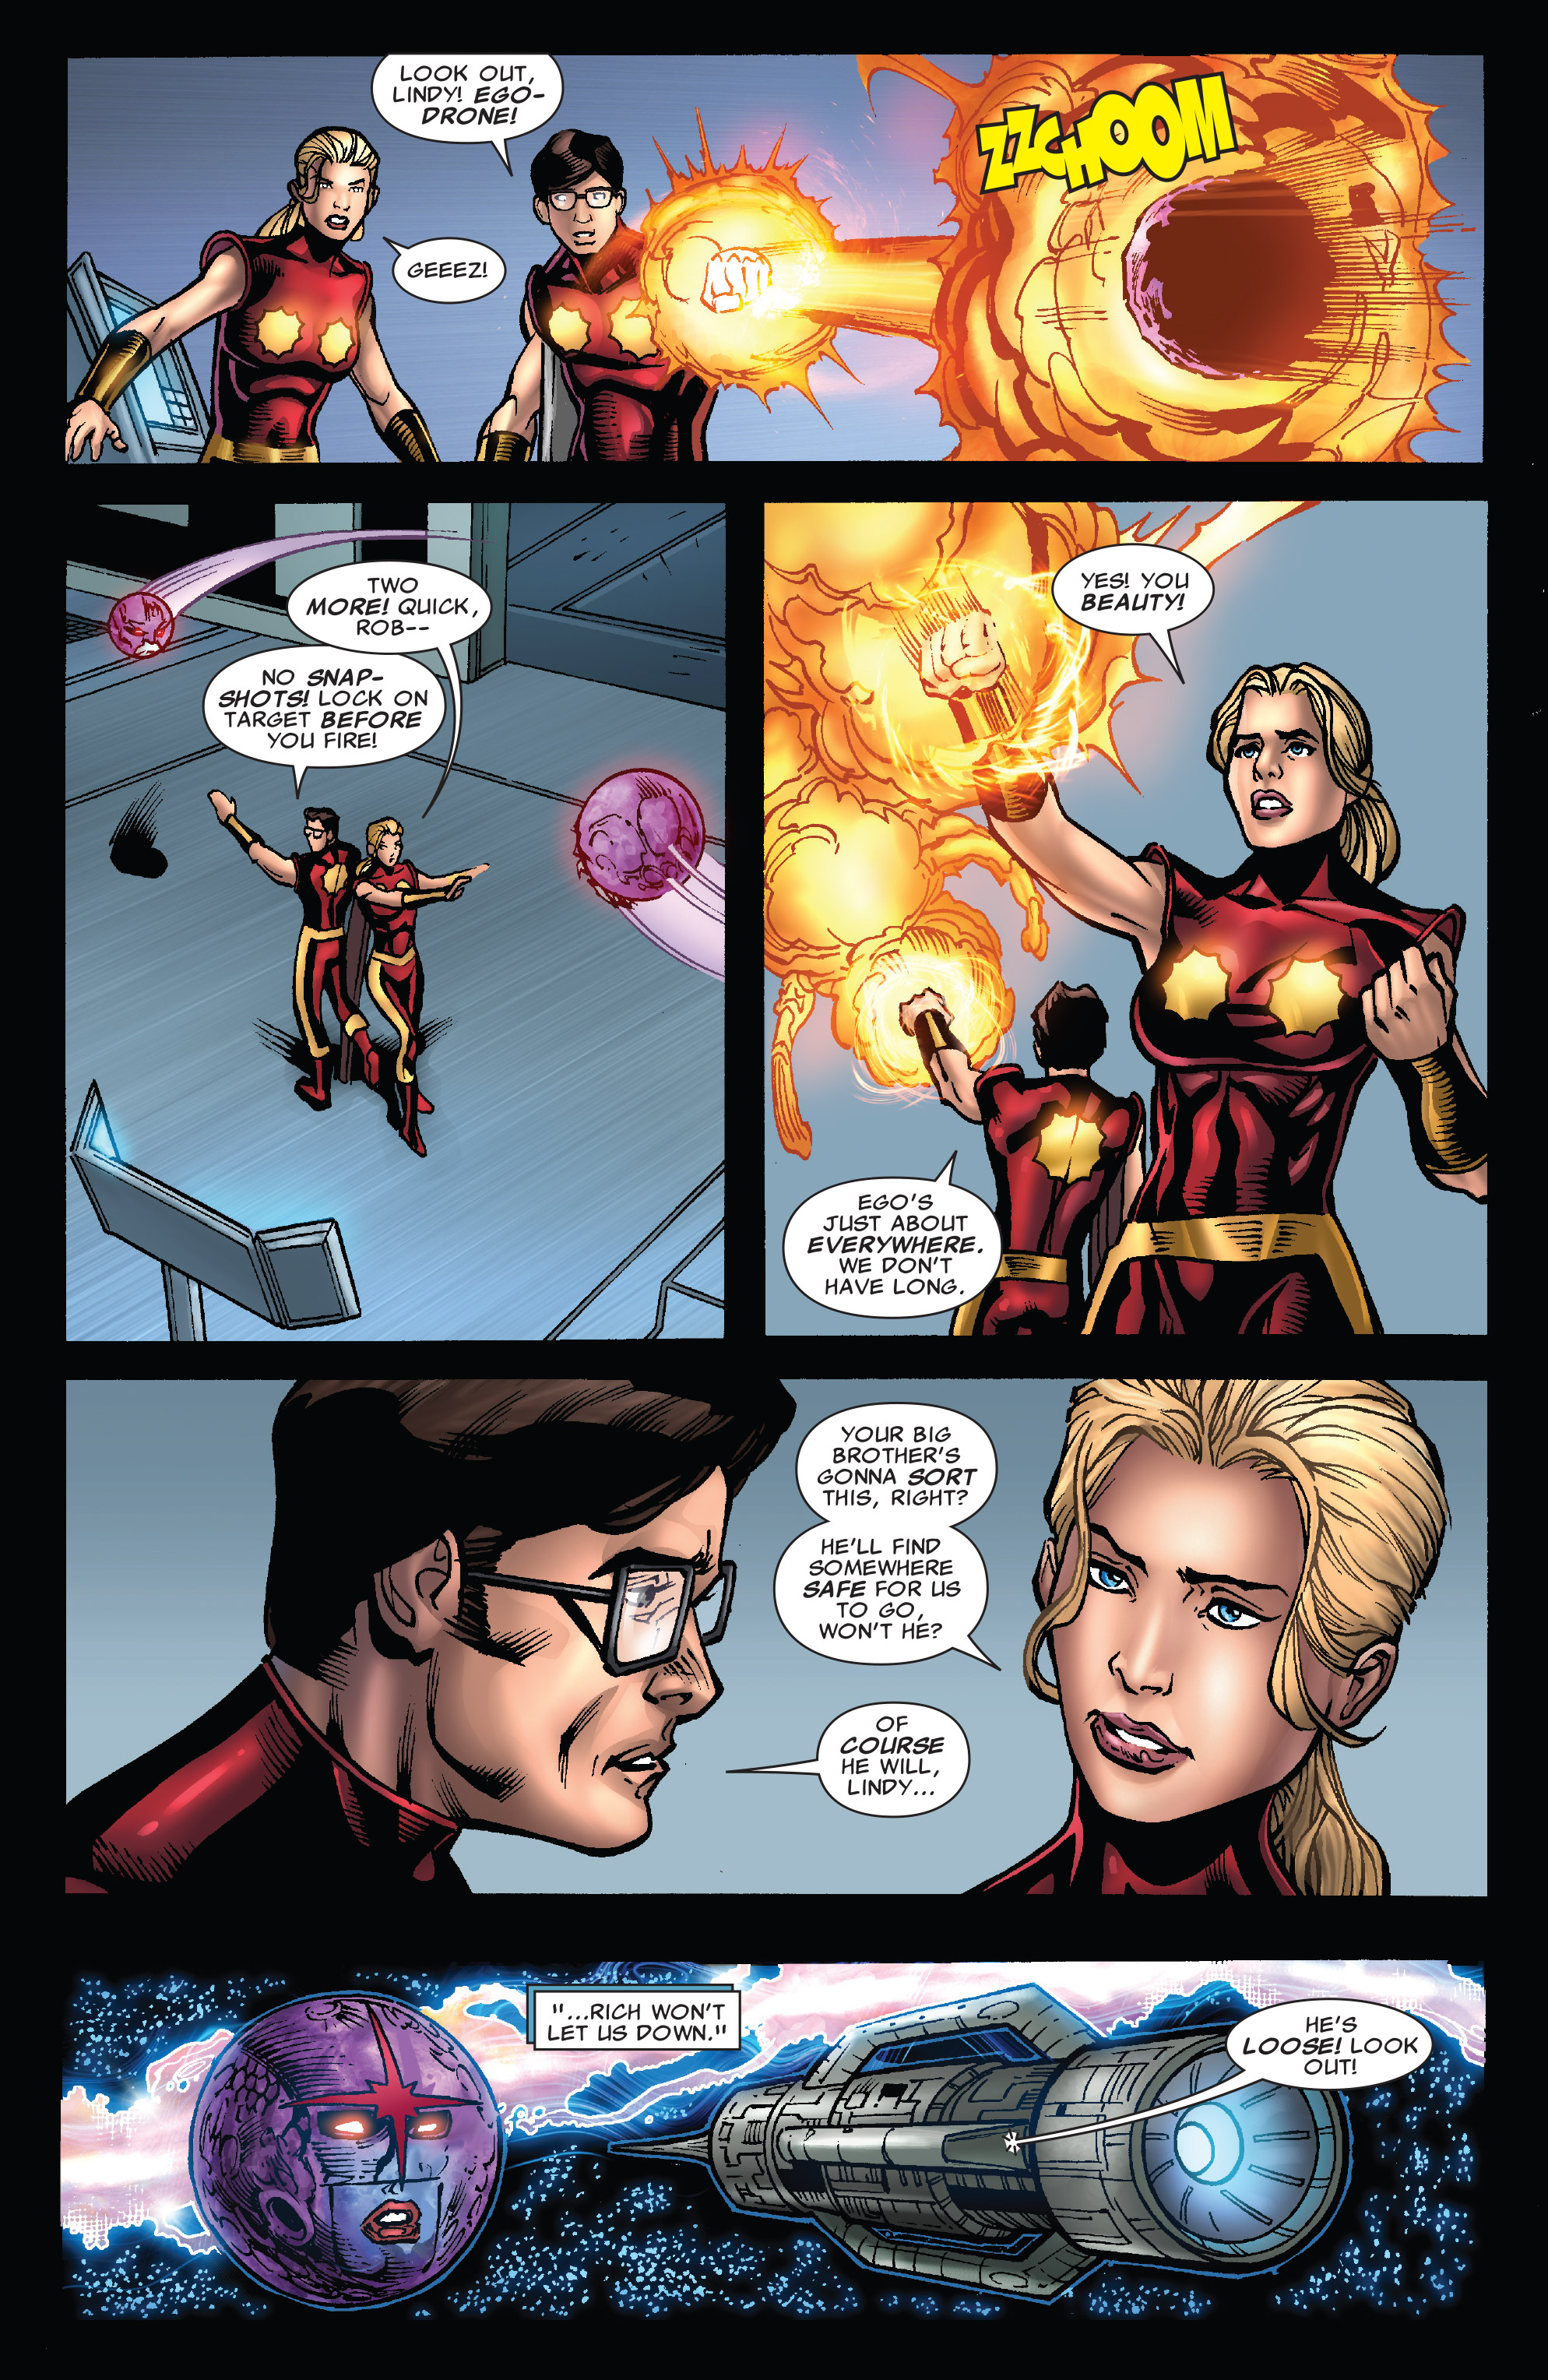 LOOK OUT,
LINDY! EGO-
DRONE!
GEEEZ!
ZZCHOOM
TWO
MORE! QUICK,
ROB--
NO SNAP-
SHOTS! LOCK ON
TARGET BEFORE
YOU FIRE!
YES! YOU
BEAUTY!
EGO'S
JUST ABOUT
EVERYWHERE.
WE DON'T
HAVE LONG.
YOUR BIG
BROTHER'S
GONNA SORT
THIS, RIGHT?
HE'LL FIND
SOMEWHERE
SAFE FOR US
TO GO,
WON'T HE?
OF
COURSE
HE WILL,
LINDY...
"...RICH WON'T
LET US DOWN."
HE'S
LOOSE! LOOK
OUT!